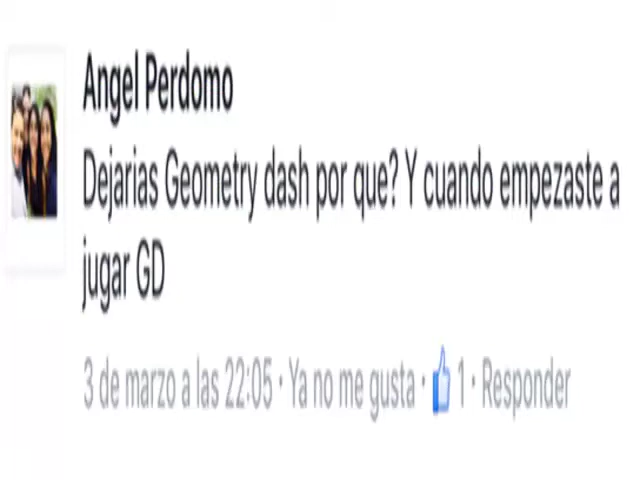 Angel Perdomo
Dejarias Geometry dash por que? Y cuando empezaste a
jugar GD
3 de marzo a las 22:05 · Ya no me gusta · 1 · Responder